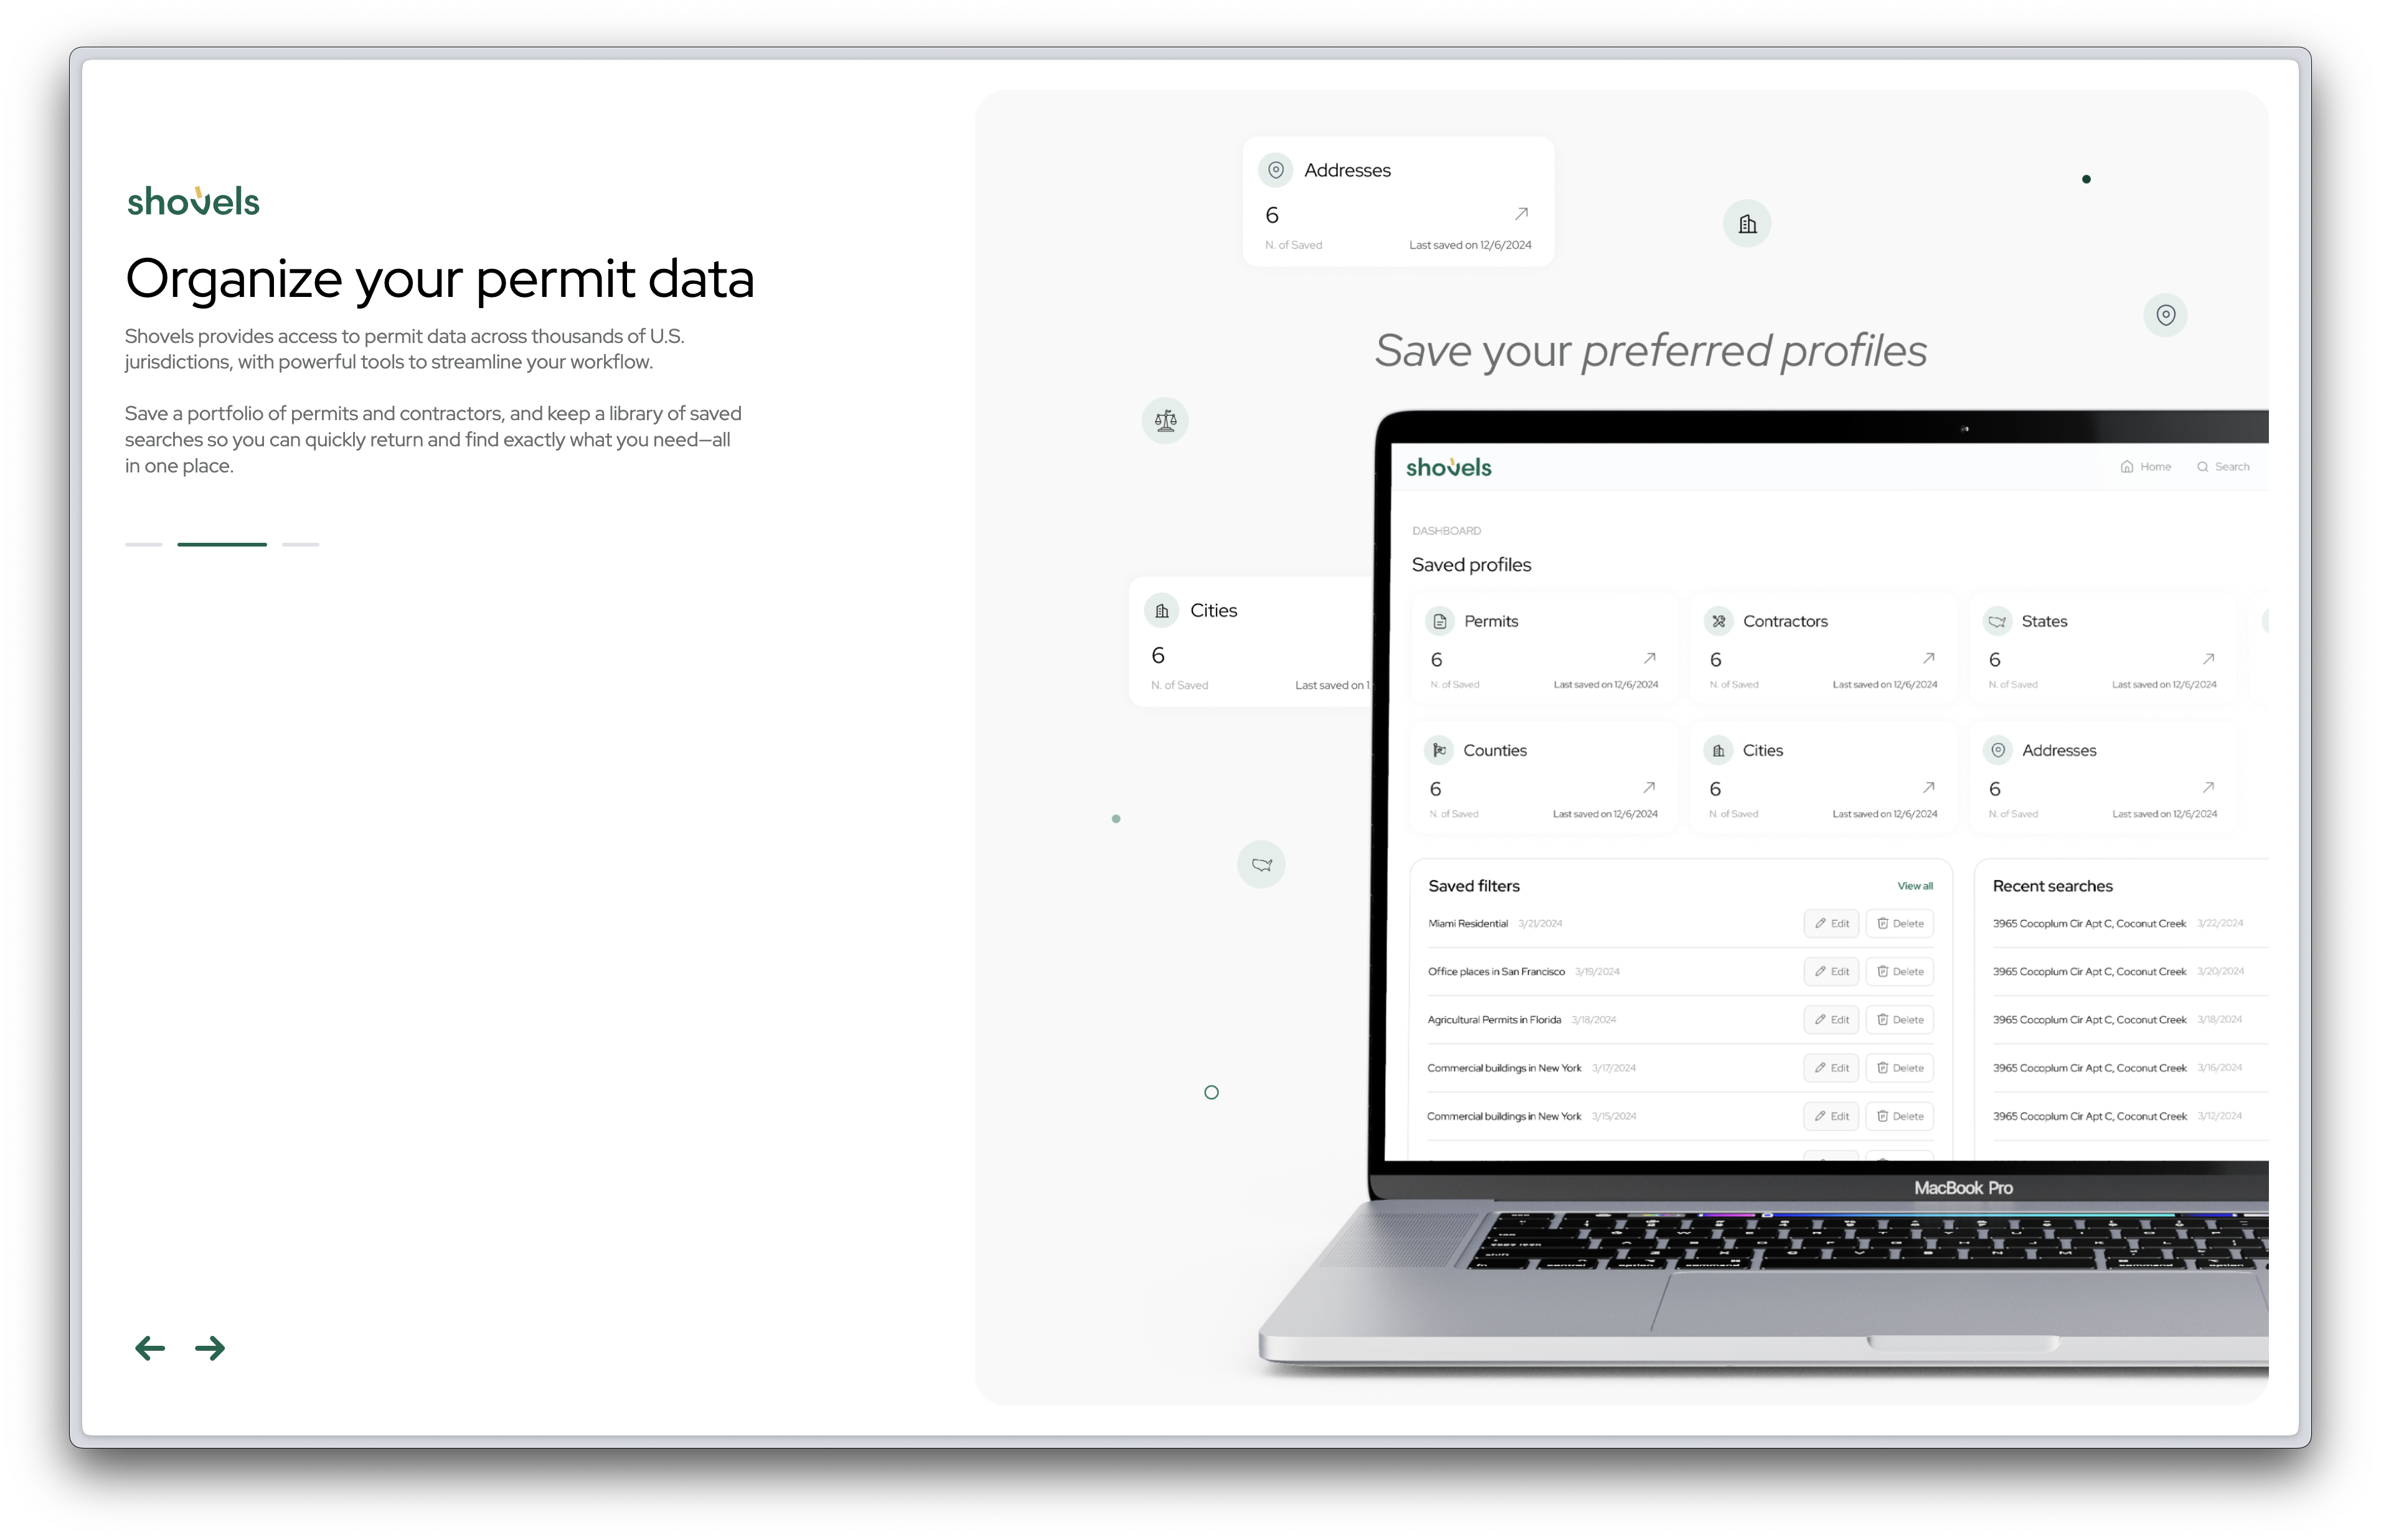 shovels
Organize your permit data
Shovels provides access to permit data across thousands of U.S.
jurisdictions, with powerful tools to streamline your workflow.
Save a portfolio of permits and contractors, and keep a library of saved
searches so you can quickly return and find exactly what you need—all
in one place.
Addresses
6
N. of Saved Last saved on 12/6/2024
Save your preferred profiles
Cities
6
N. of Saved Last saved on 1
shovels
Home Search
DASHBOARD
Saved profiles
Permits
6
N. of Saved Last saved on 12/6/2024
Contractors
6
N. of Saved Last saved on 12/6/2024
States
6
N. of Saved Last saved on 12/6/2024
Counties
6
N. of Saved Last saved on 12/6/2024
Cities
6
N. of Saved Last saved on 12/6/2024
Addresses
6
N. of Saved Last saved on 12/6/2024
Saved filters View all
Miami Residential 3/21/2024 Edit Delete
Office places in San Francisco 3/19/2024 Edit Delete
Agricultural Permits in Florida 3/18/2024 Edit Delete
Commercial buildings in New York 3/17/2024 Edit Delete
Commercial buildings in New York 3/15/2024 Edit Delete
Recent searches
3965 Cocoplum Cir Apt C, Coconut Creek 3/22/2024
3965 Cocoplum Cir Apt C, Coconut Creek 3/20/2024
3965 Cocoplum Cir Apt C, Coconut Creek 3/18/2024
3965 Cocoplum Cir Apt C, Coconut Creek 3/16/2024
3965 Cocoplum Cir Apt C, Coconut Creek 3/12/2024
MacBook Pro